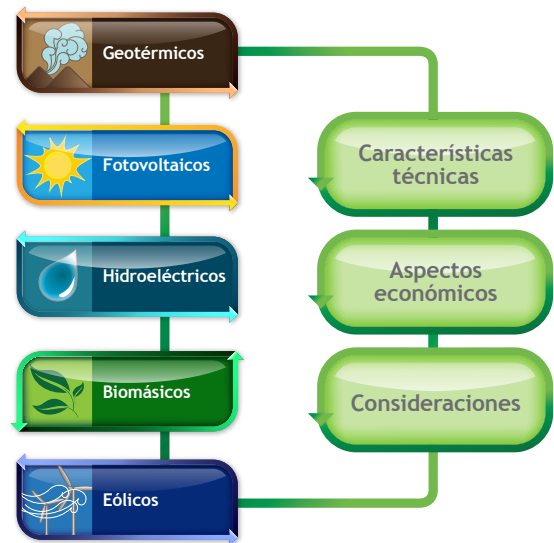 Geotérmicos
Fotovoltaicos
Hidroeléctricos
Biomásicos
Eólicos
Características
técnicas
Aspectos
económicos
Consideraciones